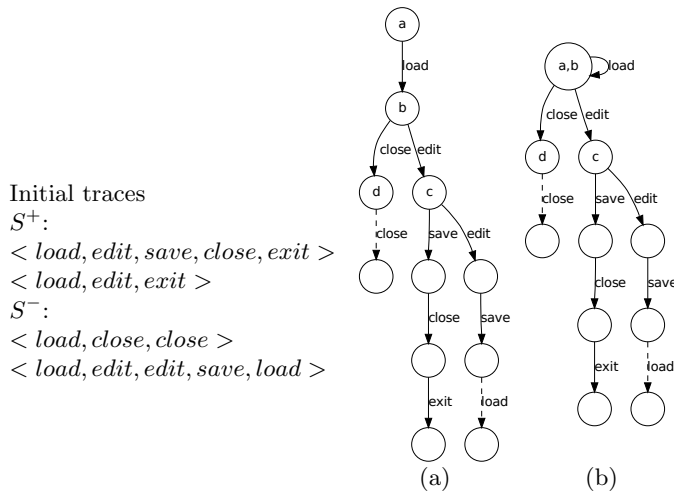 Initial traces
S⁺:
< load, edit, save, close, exit >
< load, edit, exit >
S⁻:
< load, close, close >
< load, edit, edit, save, load >
a
load
b
close edit
d c
close save edit
close save
exit load
(a)
a,b load
close edit
d c
close save edit
close save
exit load
(b)